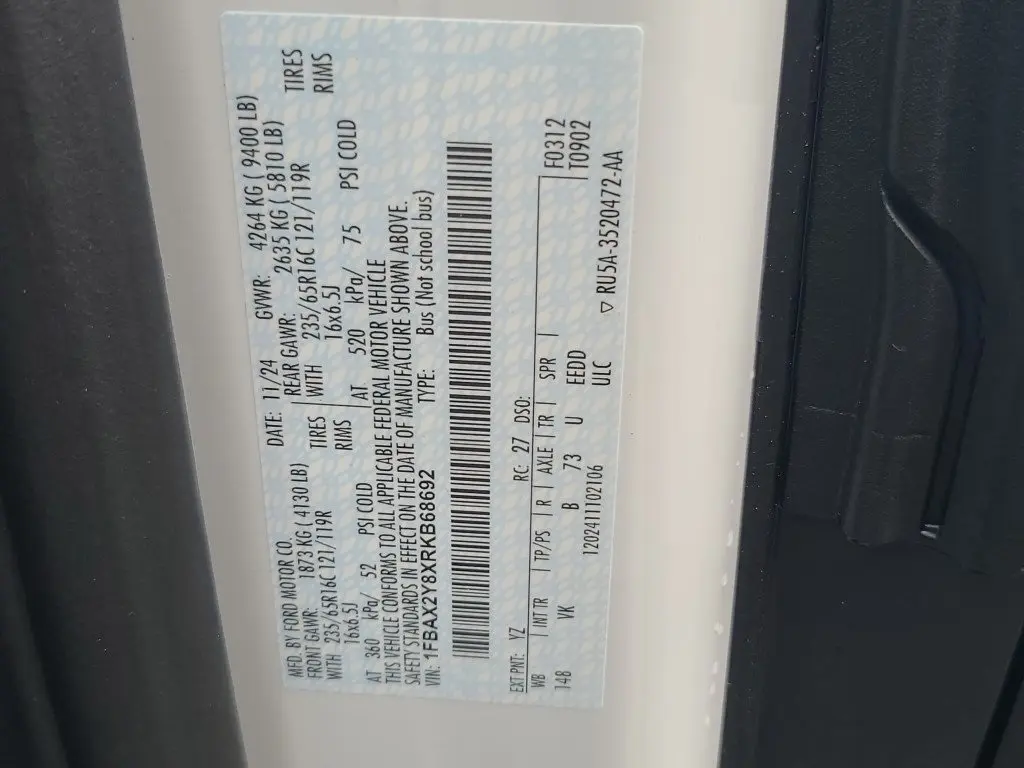 MFD. BY FORD MOTOR CO. DATE: 11/24 GVWR: 4264 KG ( 9400 LB)
FRONT GAWR: 1873 KG ( 4130 LB) REAR GAWR: 2635 KG ( 5810 LB)
WITH 235/65R16C 121/119R TIRES WITH 235/65R16C 121/119R TIRES
16x6.5J RIMS 16x6.5J RIMS
AT 360 kPa/ 52 PSI COLD AT 520 kPa/ 75 PSI COLD
THIS VEHICLE CONFORMS TO ALL APPLICABLE FEDERAL MOTOR VEHICLE
SAFETY STANDARDS IN EFFECT ON THE DATE OF MANUFACTURE SHOWN ABOVE.
VIN: 1FBAX2Y8XRKB68692 TYPE: Bus (Not school bus)
EXT PNT: YZ RC: 27 DSO: F0312
WB INT TR TP/PS R AXLE TR SPR T0902
148 VK B 73 U EEDD
ULC
1202411102106 ▽ RU5A-3520472-AA